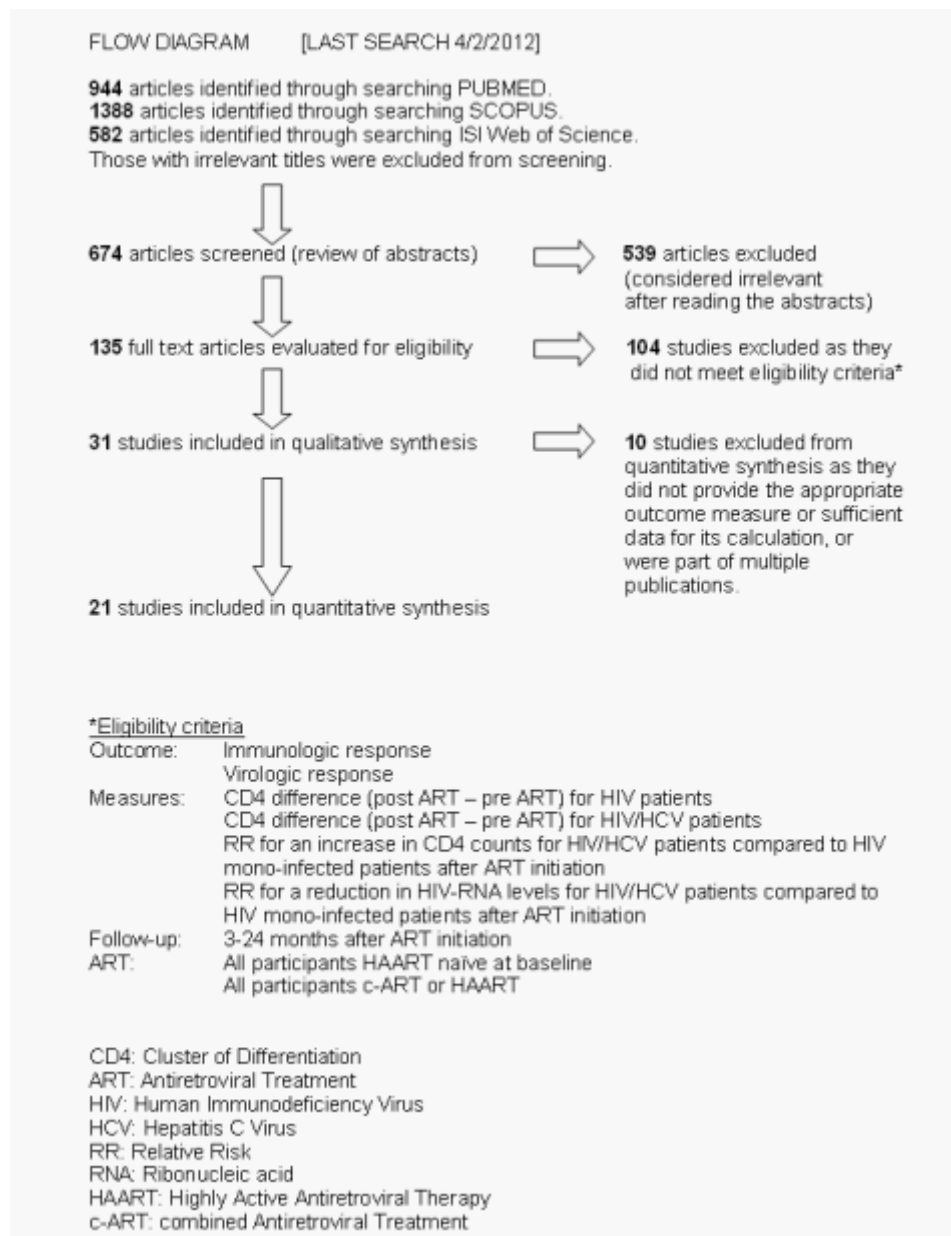 FLOW DIAGRAM [LAST SEARCH 4/2/2012]
944 articles identified through searching PUBMED.
1388 articles identified through searching SCOPUS.
582 articles identified through searching ISI Web of Science.
Those with irrelevant titles were excluded from screening.
674 articles screened (review of abstracts)
539 articles excluded
(considered irrelevant
after reading the abstracts)
135 full text articles evaluated for eligibility
104 studies excluded as they
did not meet eligibility criteria*
31 studies included in qualitative synthesis
10 studies excluded from
quantitative synthesis as they
did not provide the appropriate
outcome measure or sufficient
data for its calculation, or
were part of multiple
publications.
21 studies included in quantitative synthesis
*Eligibility criteria
Outcome: Immunologic response
Virologic response
Measures: CD4 difference (post ART – pre ART) for HIV patients
CD4 difference (post ART – pre ART) for HIV/HCV patients
RR for an increase in CD4 counts for HIV/HCV patients compared to HIV
mono-infected patients after ART initiation
RR for a reduction in HIV-RNA levels for HIV/HCV patients compared to
HIV mono-infected patients after ART initiation
Follow-up: 3-24 months after ART initiation
ART: All participants HAART naïve at baseline
All participants c-ART or HAART
CD4: Cluster of Differentiation
ART: Antiretroviral Treatment
HIV: Human Immunodeficiency Virus
HCV: Hepatitis C Virus
RR: Relative Risk
RNA: Ribonucleic acid
HAART: Highly Active Antiretroviral Therapy
c-ART: combined Antiretroviral Treatment